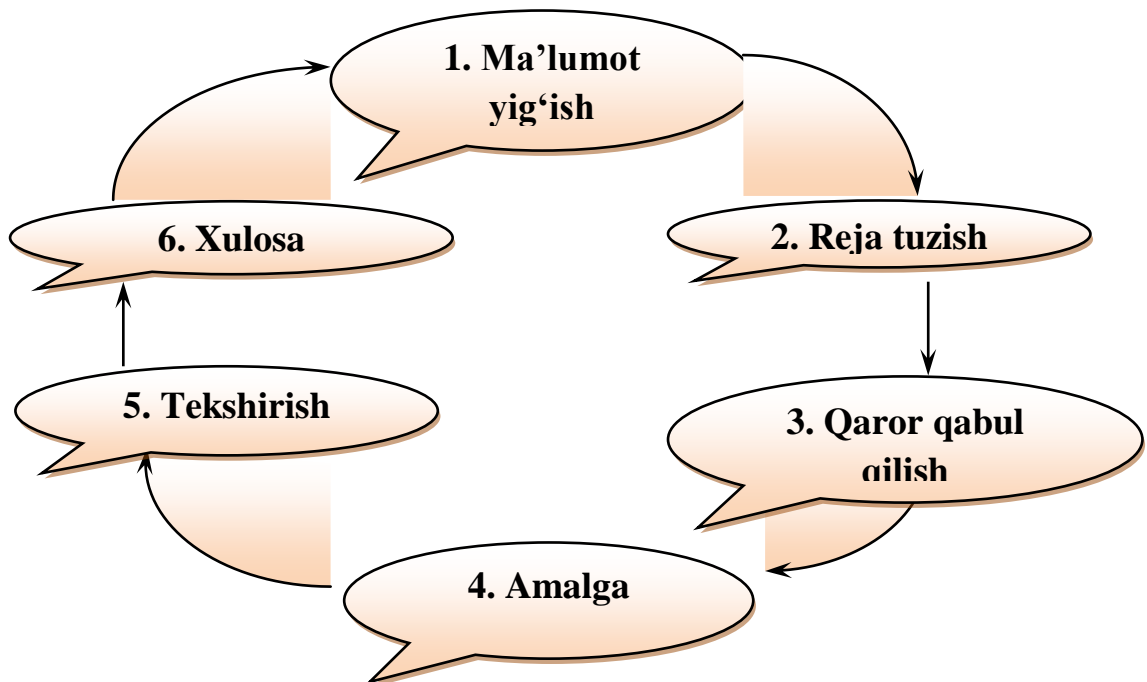 1. Ma’lumot
yig‘ish
2. Reja tuzish
3. Qaror qabul
qilish
4. Amalga
5. Tekshirish
6. Xulosa